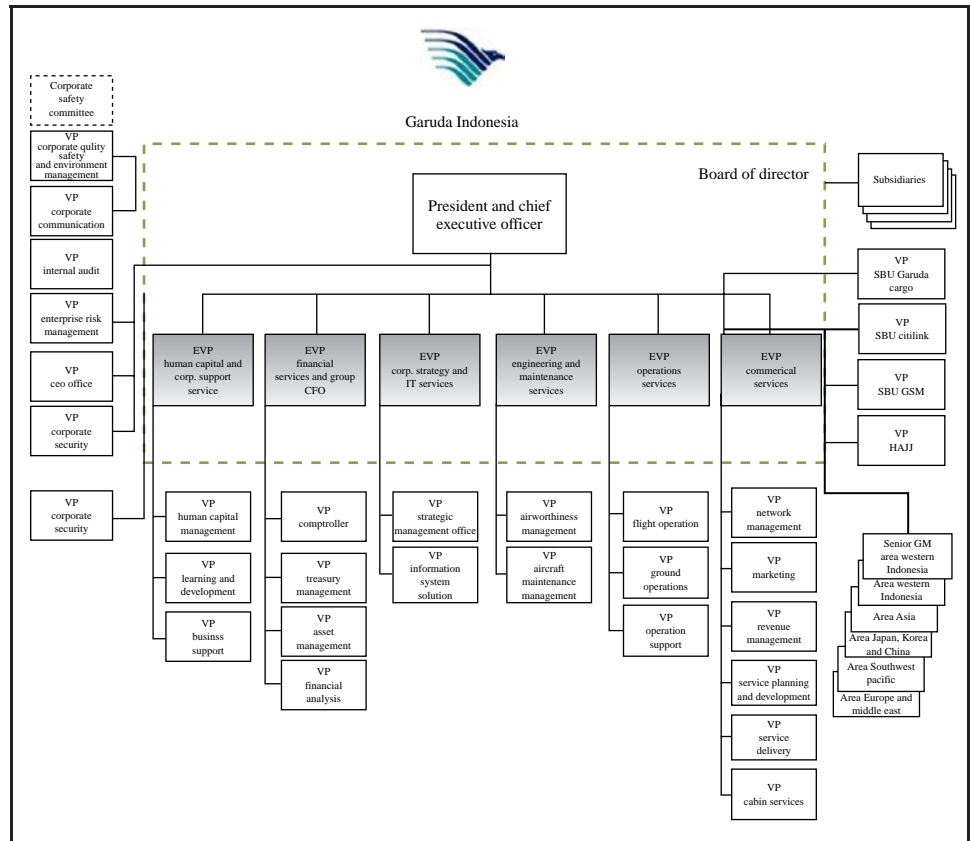 Garuda Indonesia
Corporate
safety
committee
VP
corporate qulity
safety
and environment
management
VP
corporate
communication
VP
internal audit
VP
enterprise risk
management
VP
ceo office
VP
corporate
security
VP
corporate
security
Board of director
President and chief
executive officer
Subsidiaries
VP
SBU Garuda
cargo
VP
SBU citilink
VP
SBU GSM
VP
HAJJ
EVP
human capital and
corp. support
service
EVP
financial
services and group
CFO
EVP
corp. strategy and
IT services
EVP
engineering and
maintenance
services
EVP
operations
services
EVP
commerical
services
VP
human capital
management
VP
learning and
development
VP
businss
support
VP
comptroller
VP
treasury
management
VP
asset
management
VP
financial
analysis
VP
strategic
management office
VP
information
system
solution
VP
airworthiness
management
VP
aircraft
maintenance
management
VP
flight operation
VP
ground
operations
VP
operation
support
VP
network
management
VP
marketing
VP
revenue
management
VP
service planning
and development
VP
service
delivery
VP
cabin services
Senior GM
area western
Indonesia
Area western
Indonesia
Area Asia
Area Japan, Korea
and China
Area Southwest
pacific
Area Europe and
middle east